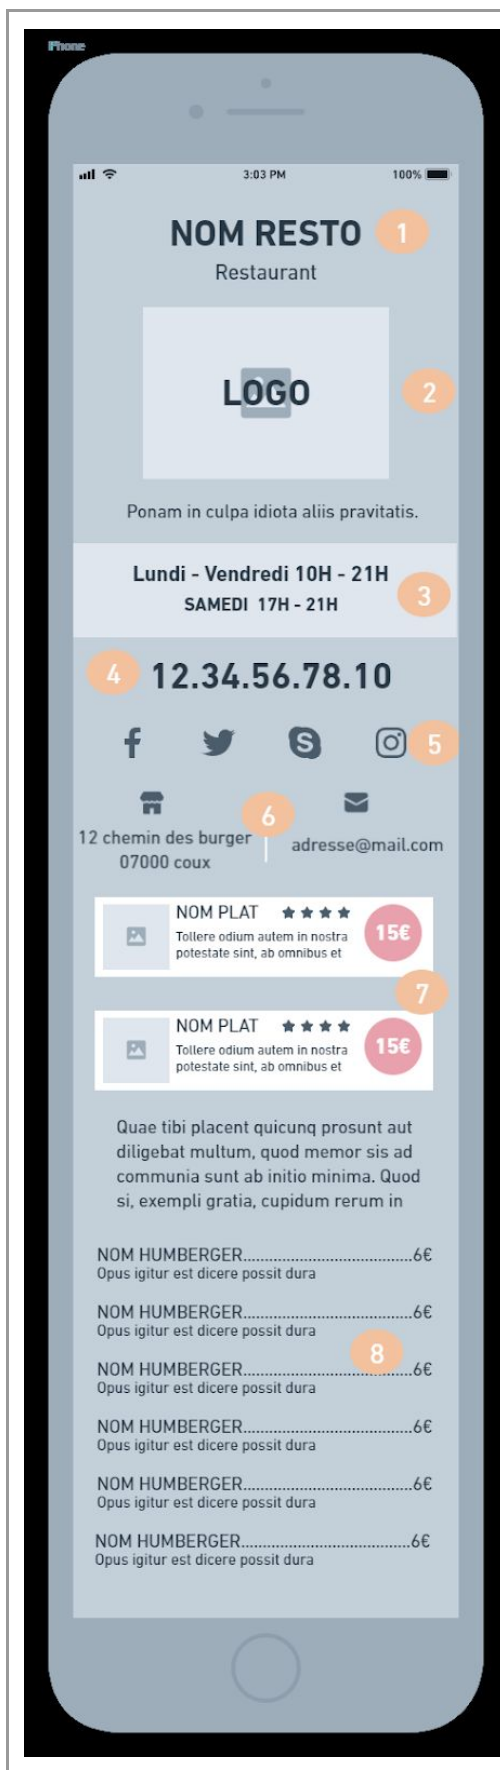 iPhone
3:03 PM 100%
NOM RESTO 1
Restaurant
LOGO 2
Ponam in culpa idiota aliis pravitatis.
Lundi - Vendredi 10H - 21H
SAMEDI 17H - 21H 3
4 12.34.56.78.10
5
6
12 chemin des burger
07000 coux
adresse@mail.com
NOM PLAT
Tollere odium autem in nostra
potestate sint, ab omnibus et
15€
7
NOM PLAT
Tollere odium autem in nostra
potestate sint, ab omnibus et
15€
Quae tibi placent quicunq prosunt aut
diligebat multum, quod memor sis ad
communia sunt ab initio minima. Quod
si, exempli gratia, cupidum rerum in
NOM HUMBERGER.......................................6€
Opus igitur est dicere possit dura
NOM HUMBERGER.......................................6€
Opus igitur est dicere possit dura
8
NOM HUMBERGER.......................................6€
Opus igitur est dicere possit dura
NOM HUMBERGER.......................................6€
Opus igitur est dicere possit dura
NOM HUMBERGER.......................................6€
Opus igitur est dicere possit dura
NOM HUMBERGER.......................................6€
Opus igitur est dicere possit dura